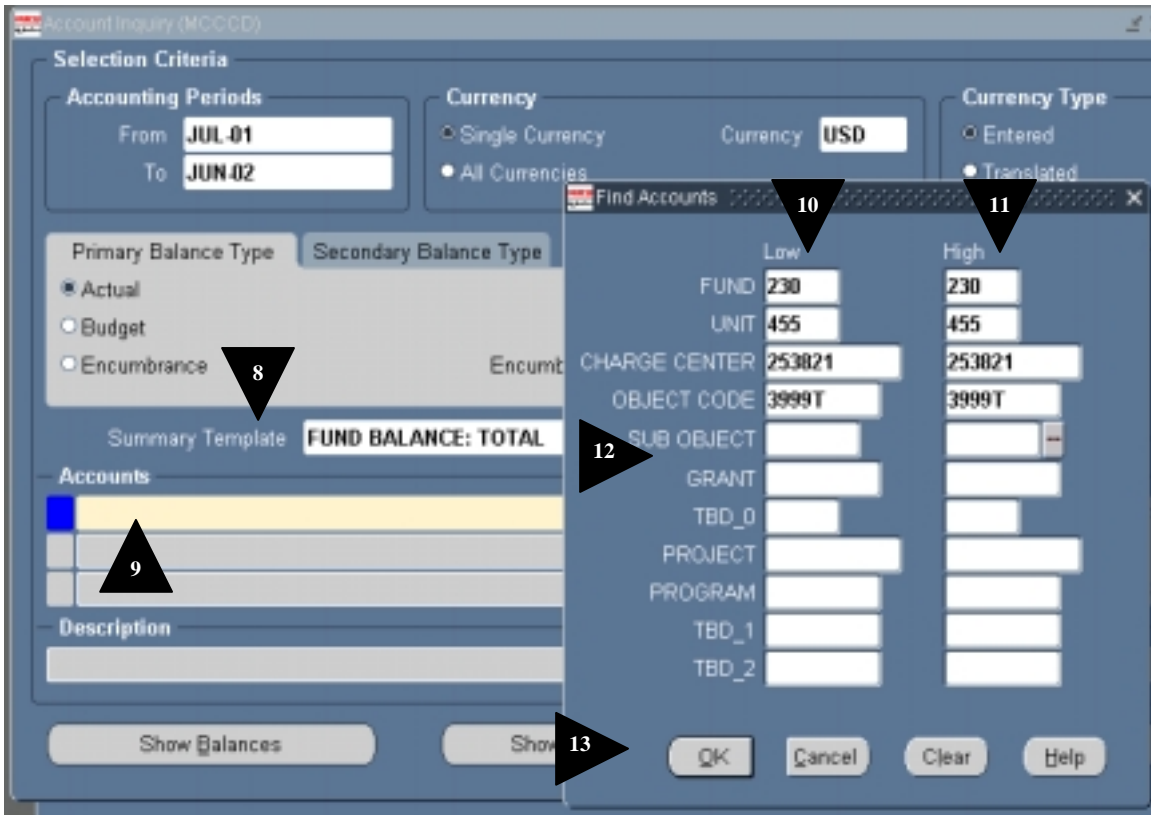 Account Inquiry (MCCCD)
Selection Criteria
Accounting Periods
From JUL-01
To JUN-02
Currency
Single Currency Currency USD
All Currencies
Currency Type
Entered
Translated
Primary Balance Type Secondary Balance Type
Actual
Budget
Encumbrance Encumb
8
Summary Template FUND BALANCE: TOTAL
Accounts
9
Description
Show Balances Show
Find Accounts
10 11
Low High
FUND 230 230
UNIT 455 455
CHARGE CENTER 253821 253821
OBJECT CODE 3999T 3999T
12 SUB OBJECT
GRANT
TBD_0
PROJECT
PROGRAM
TBD_1
TBD_2
13 OK Cancel Clear Help